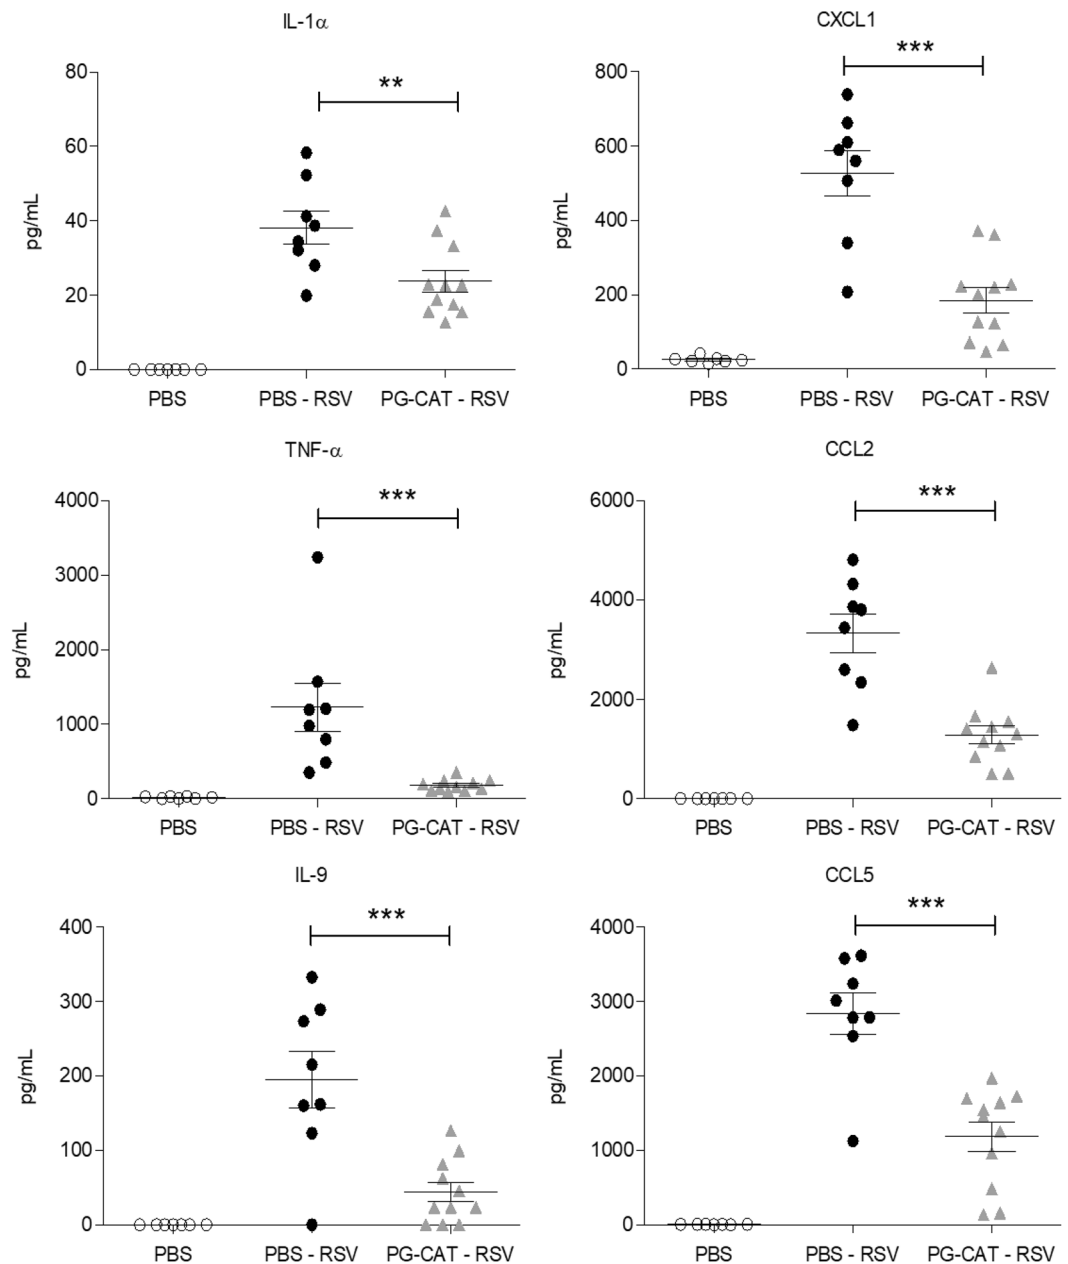 IL-1α
**
80
60
40
20
0
pg/mL
PBS
PBS - RSV
PG-CAT - RSV
CXCL1
***
800
600
400
200
0
pg/mL
PBS
PBS - RSV
PG-CAT - RSV
TNF-α
***
4000
3000
2000
1000
0
pg/mL
PBS
PBS - RSV
PG-CAT - RSV
CCL2
***
6000
4000
2000
0
pg/mL
PBS
PBS - RSV
PG-CAT - RSV
IL-9
***
400
300
200
100
0
pg/mL
PBS
PBS - RSV
PG-CAT - RSV
CCL5
***
4000
3000
2000
1000
0
pg/mL
PBS
PBS - RSV
PG-CAT - RSV